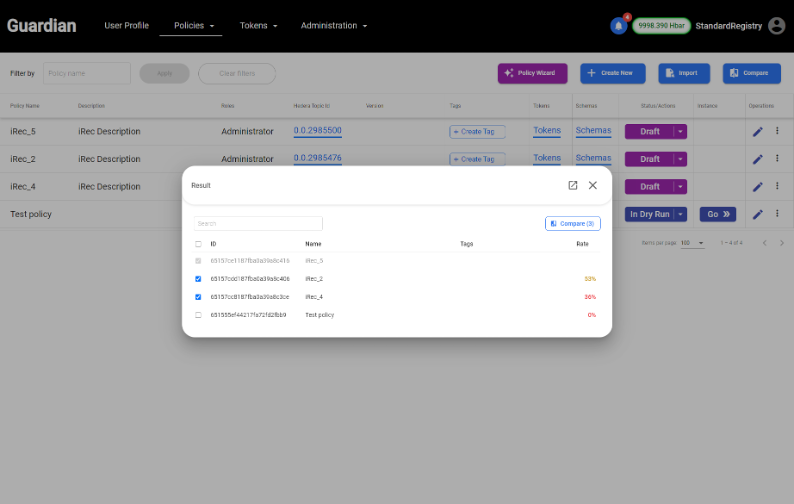 Guardian
User Profile
Policies
Tokens
Administration
4
9998.390 Hbar
StandardRegistry
Filter by
Policy name
Apply
Clear filters
Policy Wizard
Create New
Import
Compare
Policy Name Description Roles Hedera Topic ID Version Tags Tokens Schemas Status/Actions Instance Operations
iRec_5 iRec Description Administrator 0.0.2985500 + Create Tag Tokens Schemas Draft
iRec_2 iRec Description Administrator 0.0.2985476 + Create Tag Tokens Schemas Draft
iRec_4 iRec Description Draft
Test policy In Dry Run Go
Items per page 100 1 – 4 of 4
Result
Search
Compare (3)
ID Name Tags Rate
iRec_5
iRec_2 53%
iRec_4 36%
Test policy 0%